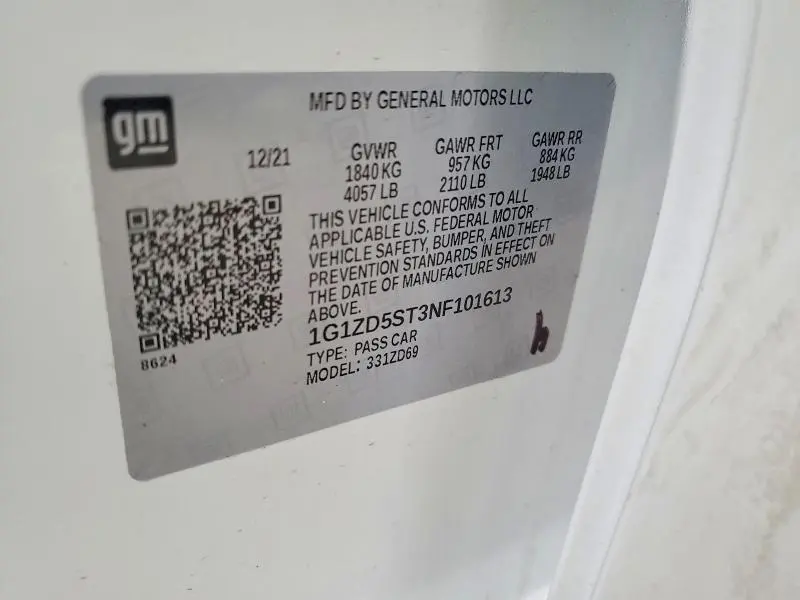 gm
MFD BY GENERAL MOTORS LLC
12/21
GVWR
1840 KG
4057 LB
GAWR FRT
957 KG
2110 LB
GAWR RR
884 KG
1948 LB
THIS VEHICLE CONFORMS TO ALL
APPLICABLE U.S. FEDERAL MOTOR
VEHICLE SAFETY, BUMPER, AND THEFT
PREVENTION STANDARDS IN EFFECT ON
THE DATE OF MANUFACTURE SHOWN
ABOVE.
1G1ZD5ST3NF101613
TYPE: PASS CAR
MODEL: 331ZD69
8624